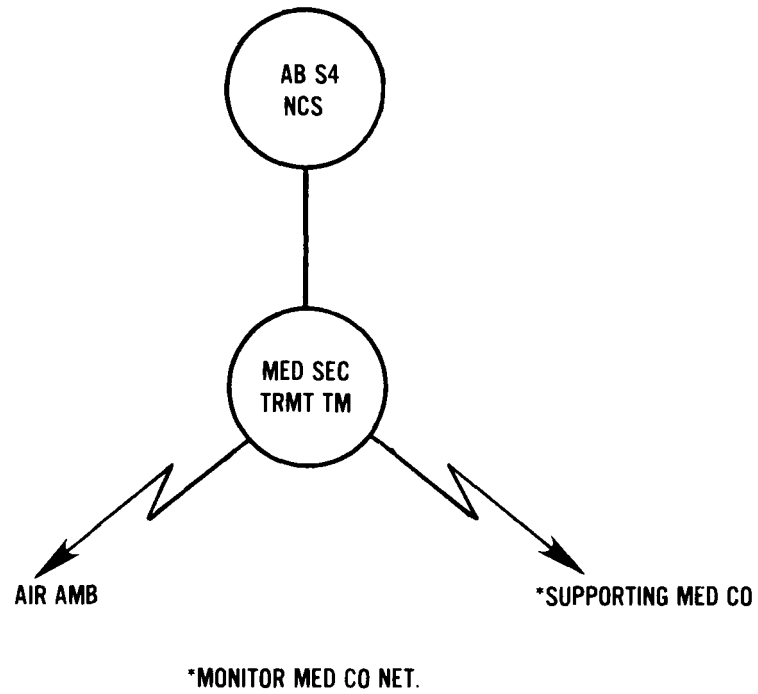 AB S4
NCS
MED SEC
TRMT TM
AIR AMB
*SUPPORTING MED CO
*MONITOR MED CO NET.